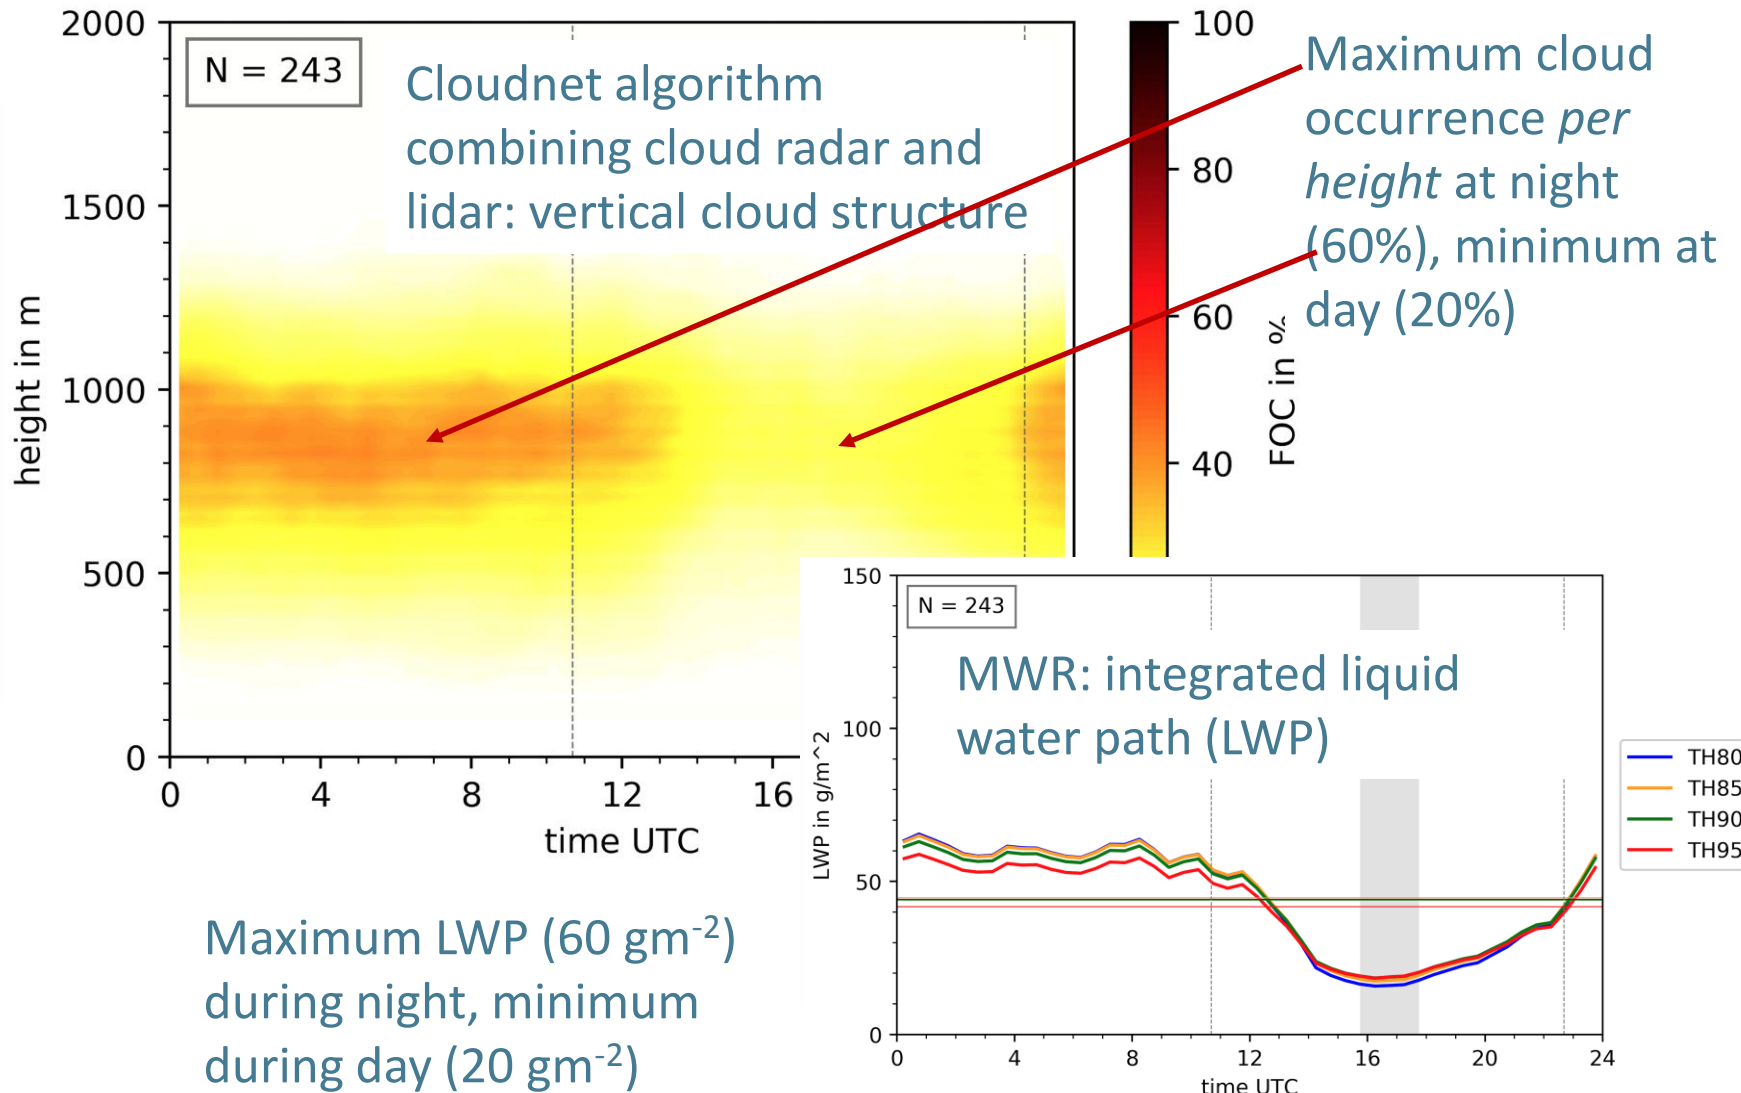 2000
1500
1000
500
0
height in m
N = 243
Cloudnet algorithm
combining cloud radar and
lidar: vertical cloud structure
0 4 8 12 16
time UTC
100
80
60
40
FOC in %
Maximum cloud
occurrence per
height at night
(60%), minimum at
day (20%)
150
100
50
0
LWP in g/m^2
N = 243
MWR: integrated liquid
water path (LWP)
0 4 8 12 16 20 24
time UTC
TH80
TH85
TH90
TH95
Maximum LWP (60 gm-2)
during night, minimum
during day (20 gm-2)